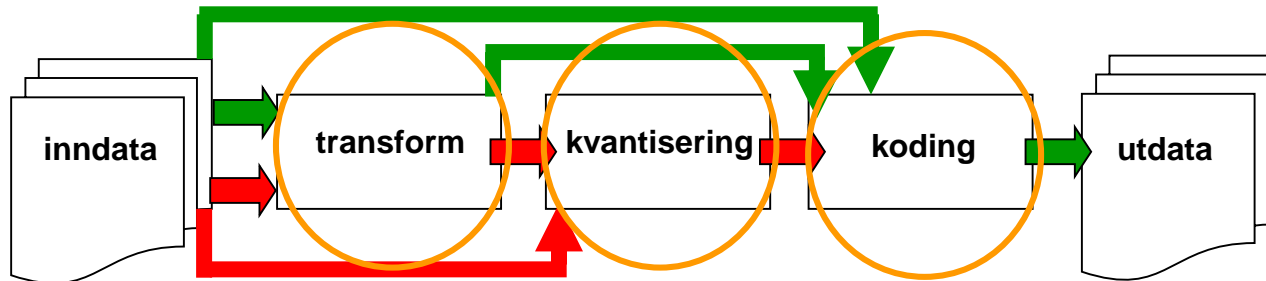 inndata
transform
kvantisering
koding
utdata